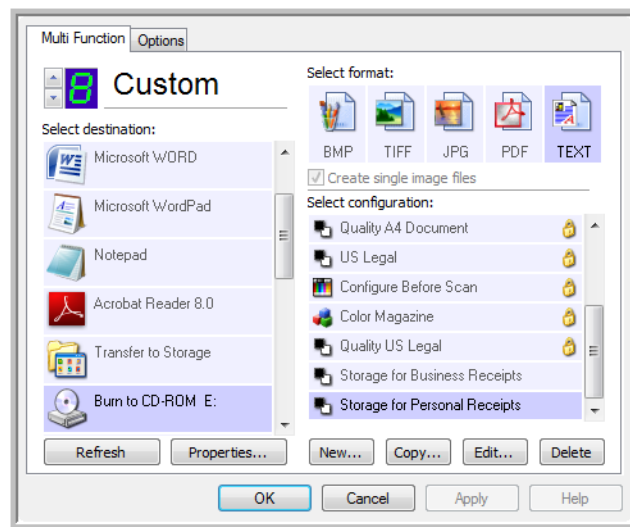 Multi Function Options
8 Custom
Select destination:
Microsoft WORD
Microsoft WordPad
Notepad
Acrobat Reader 8.0
Transfer to Storage
Burn to CD-ROM E:
Refresh Properties...
Select format:
BMP TIFF JPG PDF TEXT
Create single image files
Select configuration:
Quality A4 Document
US Legal
Configure Before Scan
Color Magazine
Quality US Legal
Storage for Business Receipts
Storage for Personal Receipts
New... Copy... Edit... Delete
OK Cancel Apply Help